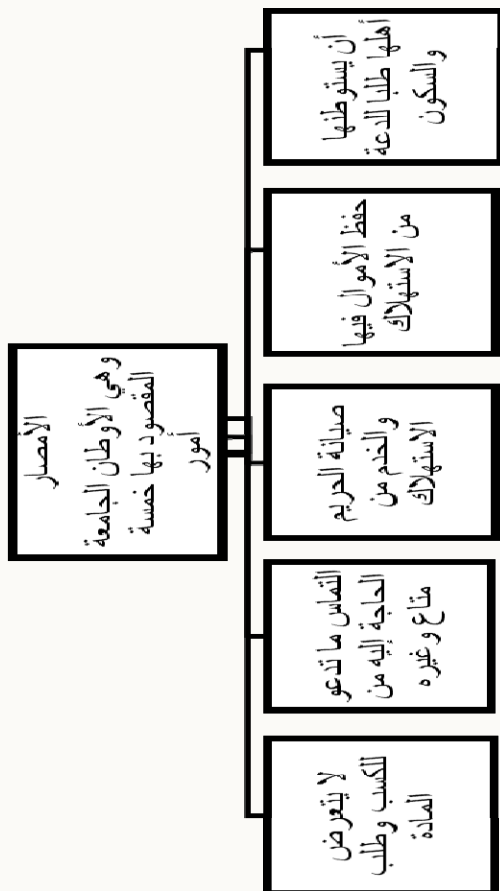 الأمصار
وهي الأوطان الجامعة
المقصود بها خمسة
أمور
أن يستوطنها
أهلها طلبا للدعة
والسكون
حفظ الأموال فيها
من الاستهلاك
صيانة الحريم
والخدم من
الاستهلاك
التماس ما تدعو
الحاجة إليه من
متاع وغيره
لا يتعرض
للكسب وطلب
المادة